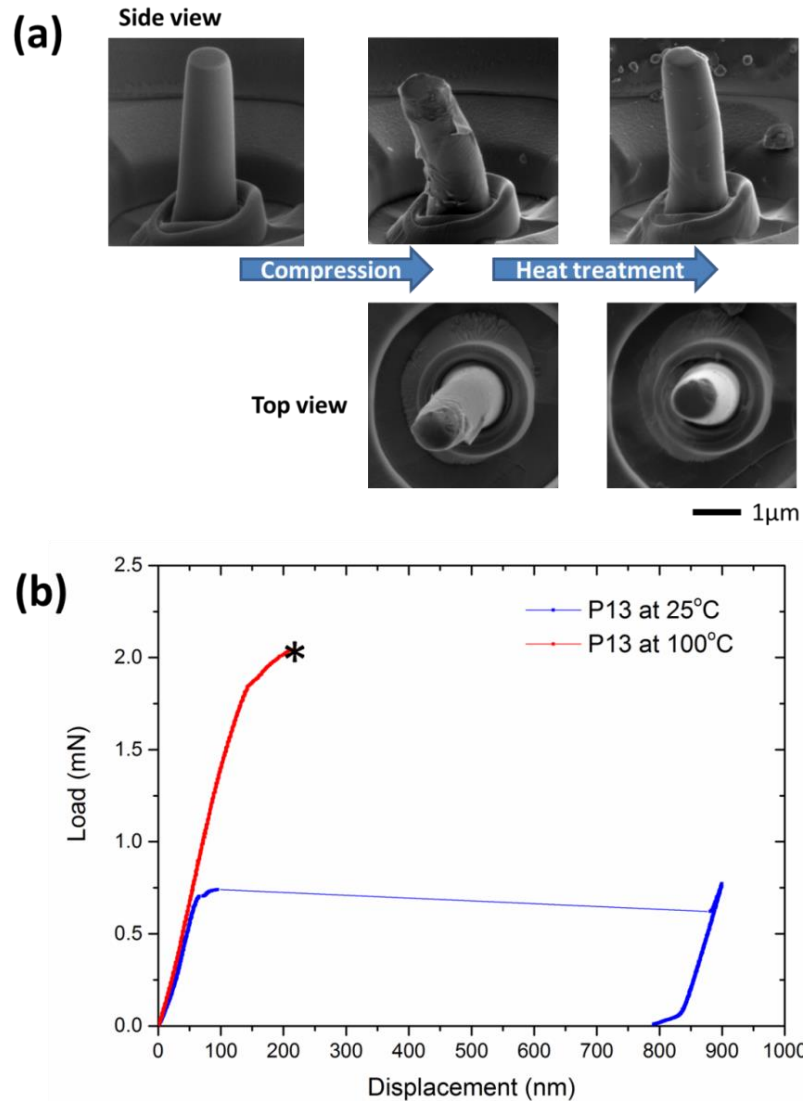 Side view
(a)
Compression
Heat treatment
Top view
1μm
(b)
2.5
2.0
1.5
1.0
0.5
0.0
Load (mN)
P13 at 25°C
P13 at 100°C
*
0 100 200 300 400 500 600 700 800 900 1000
Displacement (nm)